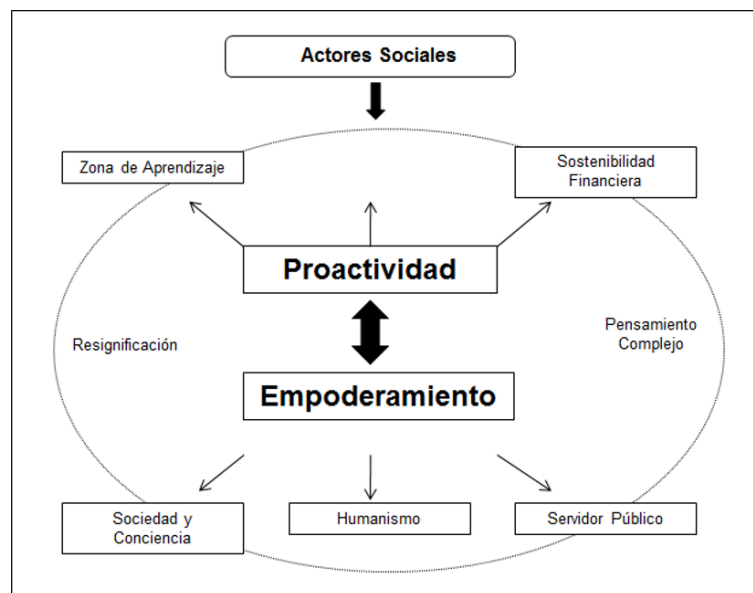 Actores Sociales
Zona de Aprendizaje
Sostenibilidad
Financiera
Proactividad
Resignificación
Pensamiento
Complejo
Empoderamiento
Sociedad y
Conciencia
Humanismo
Servidor Público